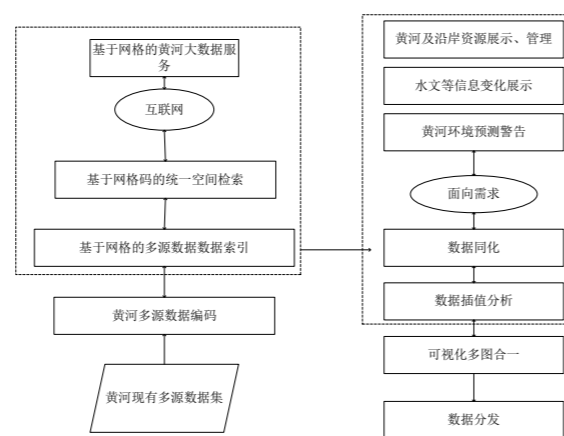 基于网格的黄河大数据服
务
互联网
基于网格码的统一空间检索
基于网格的多源数据数据索引
黄河多源数据编码
黄河现有多源数据集
黄河及沿岸资源展示、管理
水文等信息变化展示
黄河环境预测警告
面向需求
数据同化
数据插值分析
可视化多图合一
数据分发